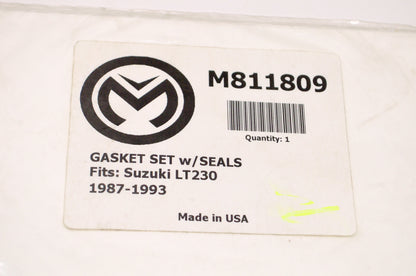 M811809
Quantity: 1
GASKET SET w/SEALS
Fits: Suzuki LT230
1987-1993
Made in USA